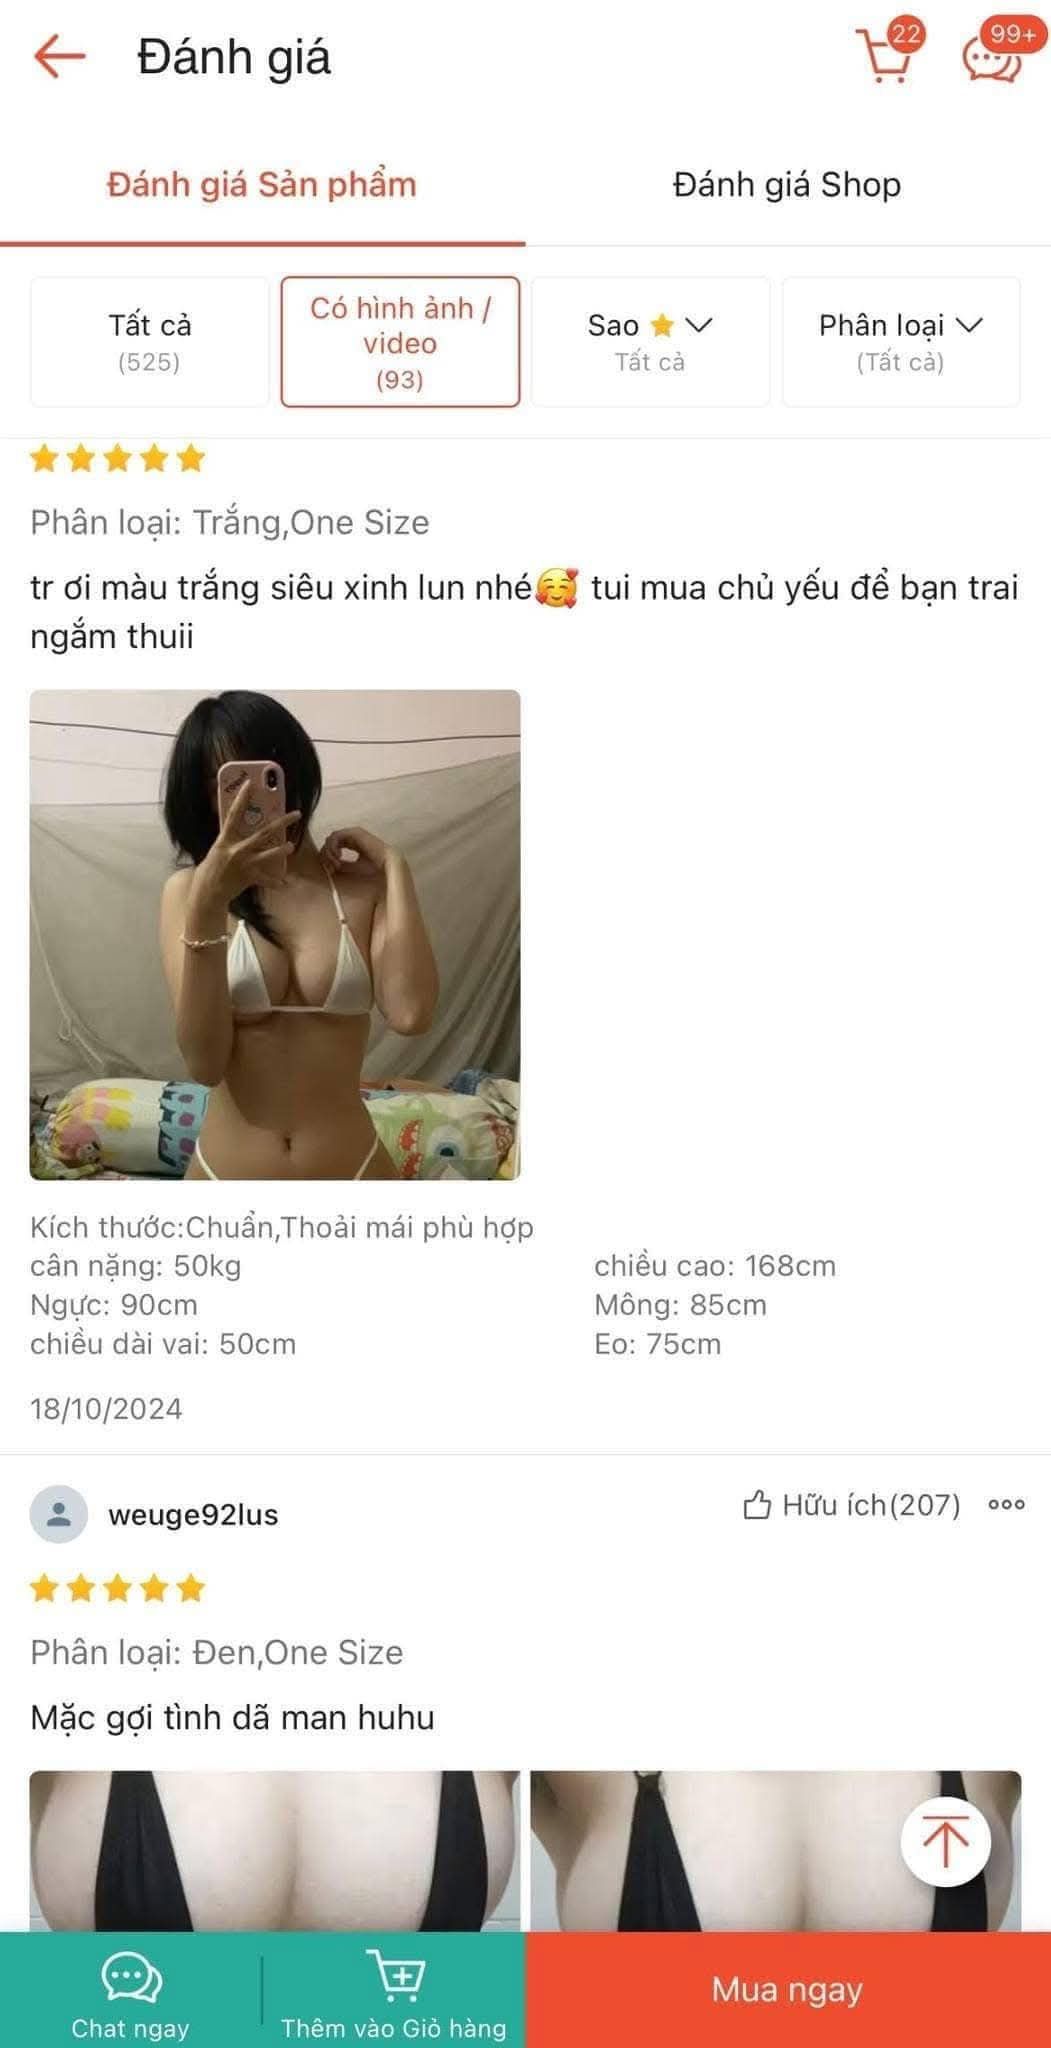 Đánh giá
22
99+
Đánh giá Sản phẩm
Đánh giá Shop
Tất cả
(525)
Có hình ảnh /
video
(93)
Sao
Tất cả
Phân loại
(Tất cả)
Phân loại: Trắng,One Size
tr ơi màu trắng siêu xinh lun nhé🥰 tui mua chủ yếu để bạn trai
ngắm thuii
Kích thước:Chuẩn,Thoải mái phù hợp
cân nặng: 50kg
chiều cao: 168cm
Ngực: 90cm
Mông: 85cm
chiều dài vai: 50cm
Eo: 75cm
18/10/2024
weuge92lus
Hữu ích(207)
Phân loại: Đen,One Size
Mặc gợi tình dã man huhu
Chat ngay
Thêm vào Giỏ hàng
Mua ngay